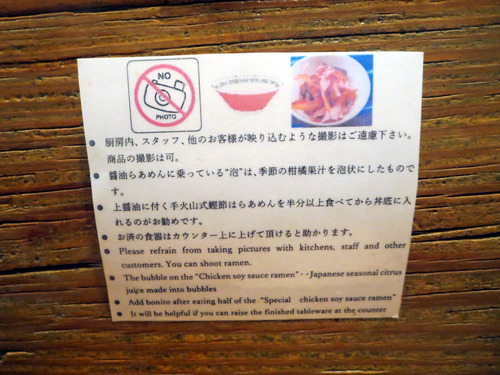 NO
PHOTO
厨房内、スタッフ、他のお客様が映り込むような撮影はご遠慮下さい。
商品の撮影は可。
醤油らあめんに乗っている"泡"は、季節の柑橘果汁を泡状にしたもので
す。
上醤油に付く手火山式鰹節はらあめんを半分以上食べてから丼底に入
れるのがお勧めです。
お済の食器はカウンター上に上げて頂けると助かります。
Please refrain from taking pictures with kitchens, staff and other
customers. You can shoot ramen.
The bubble on the "Chicken soy sauce ramen"・・Japanese seasonal citrus
juice made into bubbles
Add bonito after eating half of the "Special chicken soy sauce ramen"
It will be helpful if you can raise the finished tableware at the counter